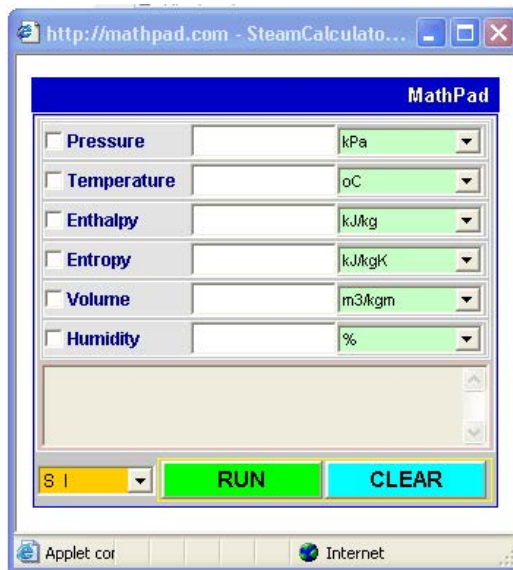 http://mathpad.com - SteamCalculato...
MathPad
Pressure kPa
Temperature oC
Enthalpy kJ/kg
Entropy kJ/kgK
Volume m3/kgm
Humidity %
S I RUN CLEAR
Applet cor Internet